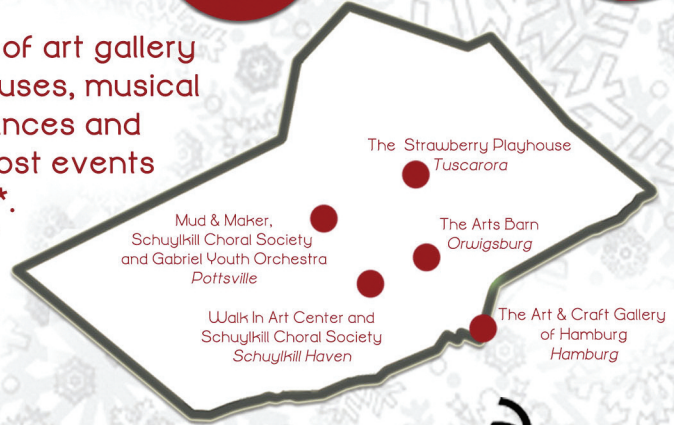 of art gallery
uses, musical
nces and
ost events
*.
The Strawberry Playhouse
Tuscarora
Mud & Maker,
Schuylkill Choral Society
and Gabriel Youth Orchestra
Pottsville
The Arts Barn
Orwigsburg
Walk In Art Center and
Schuylkill Choral Society
Schuylkill Haven
The Art & Craft Gallery
of Hamburg
Hamburg